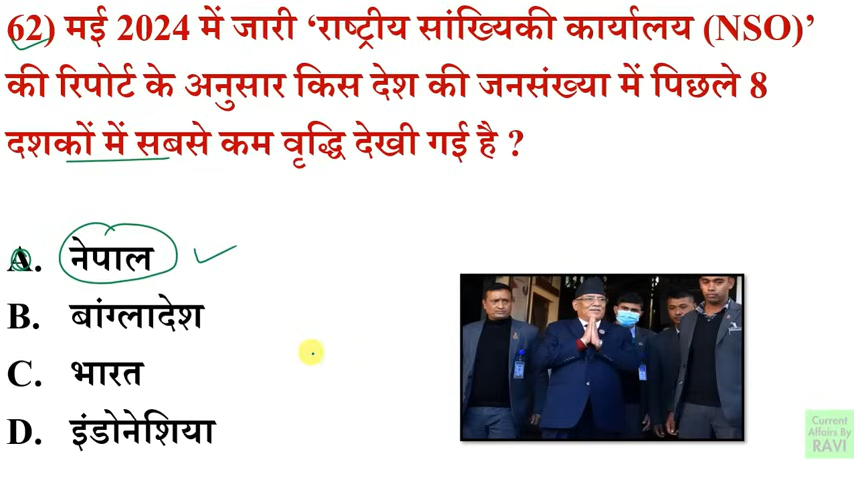 62) मई 2024 में जारी ‘राष्ट्रीय सांख्यिकी कार्यालय (NSO)’
की रिपोर्ट के अनुसार किस देश की जनसंख्या में पिछले 8
दशकों में सबसे कम वृद्धि देखी गई है ?
A. नेपाल
B. बांग्लादेश
C. भारत
D. इंडोनेशिया
Current
Affairs By
RAVI